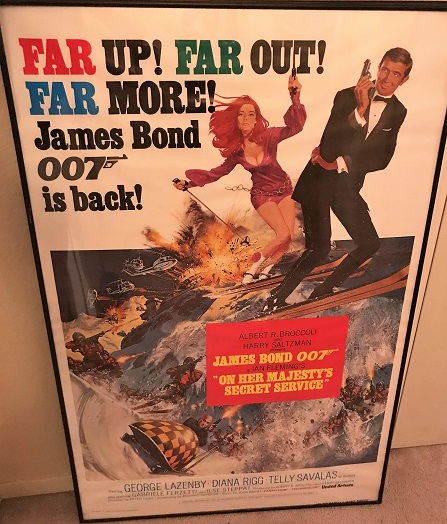 FAR UP! FAR OUT!
FAR MORE!
James Bond
007
is back!
ALBERT R. BROCCOLI
HARRY SALTZMAN
JAMES BOND 007
IAN FLEMING'S
"ON HER MAJESTY'S
SECRET SERVICE"
GEORGE LAZENBY · DIANA RIGG · TELLY SAVALAS
GABRIELE FERZETTI ILSE STEPPAT
United Artists